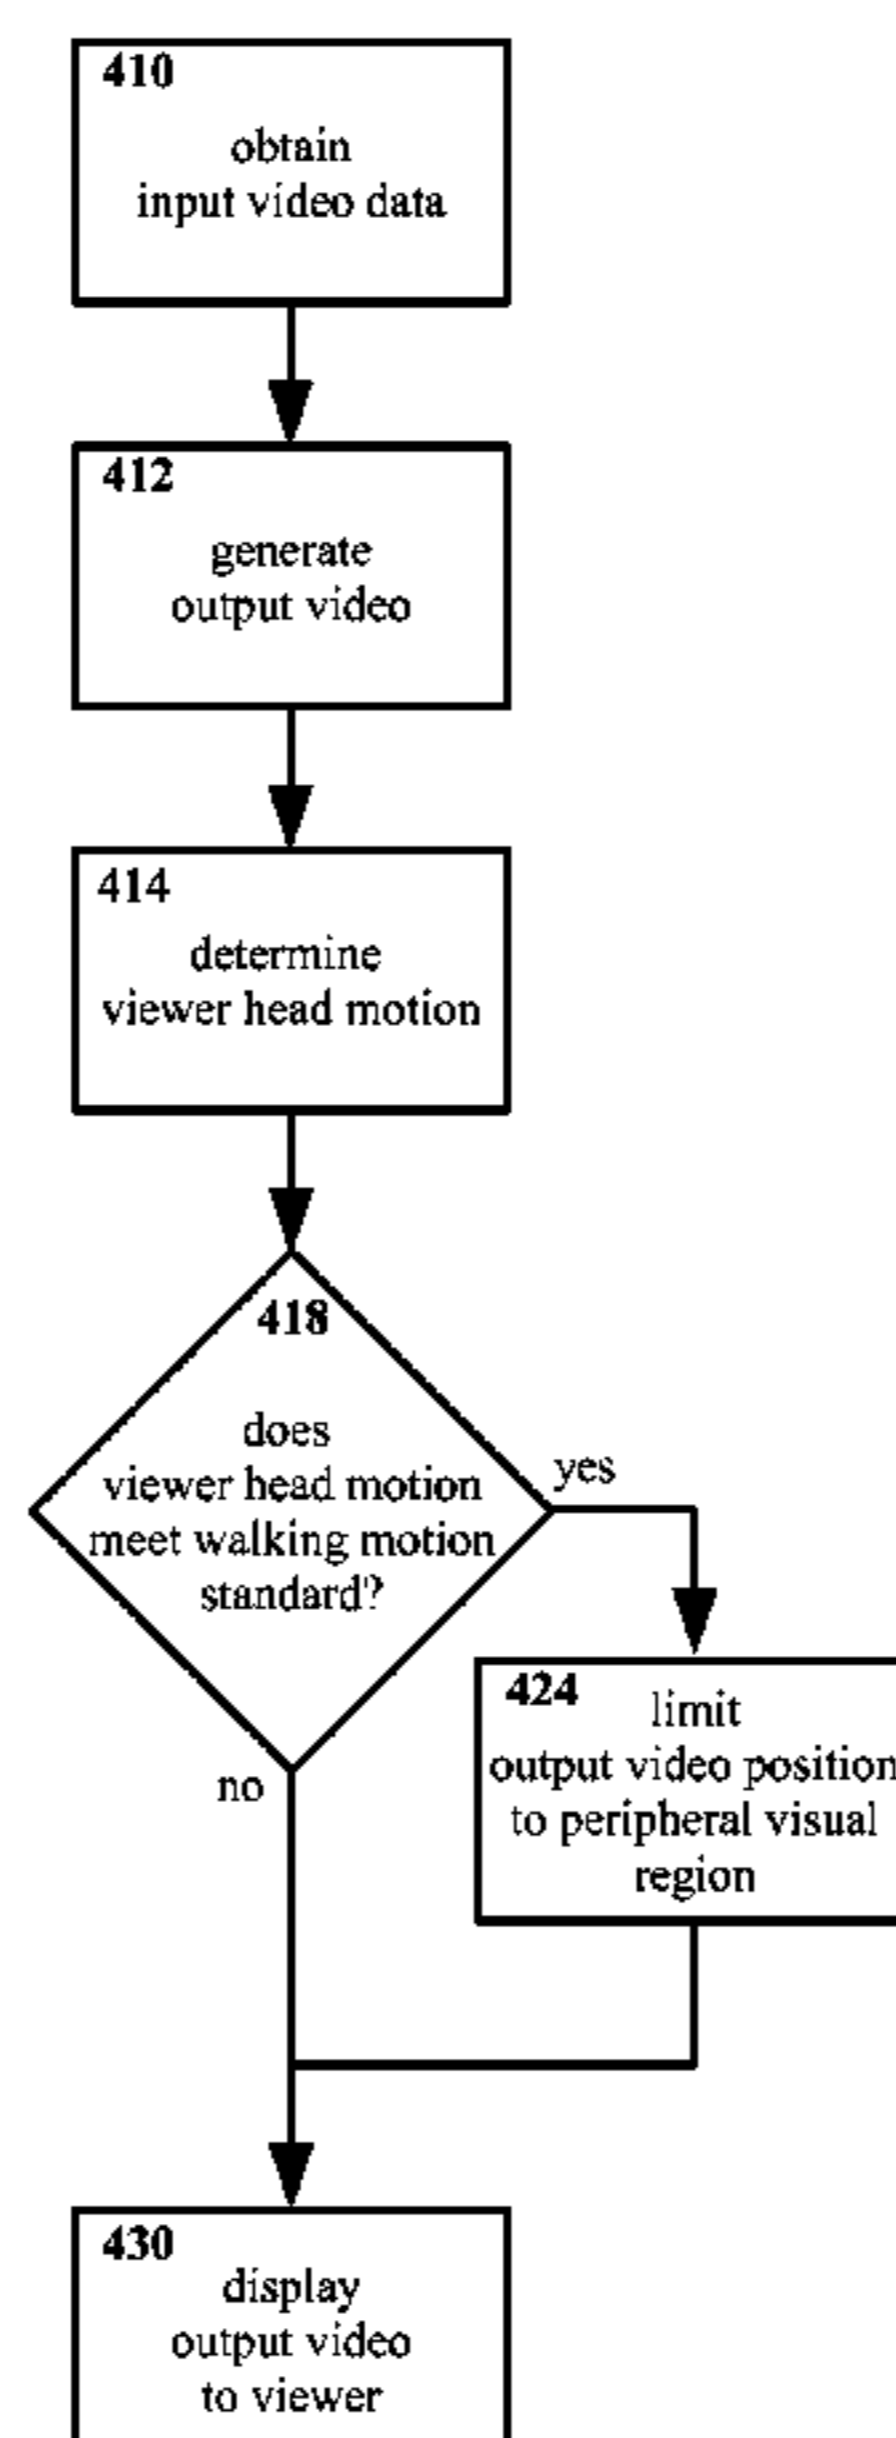 410
obtain
input video data
412
generate
output video
414
determine
viewer head motion
418
does
viewer head motion
meet walking motion
standard?
yes
no
424
limit
output video position
to peripheral visual
region
430
display
output video
to viewer